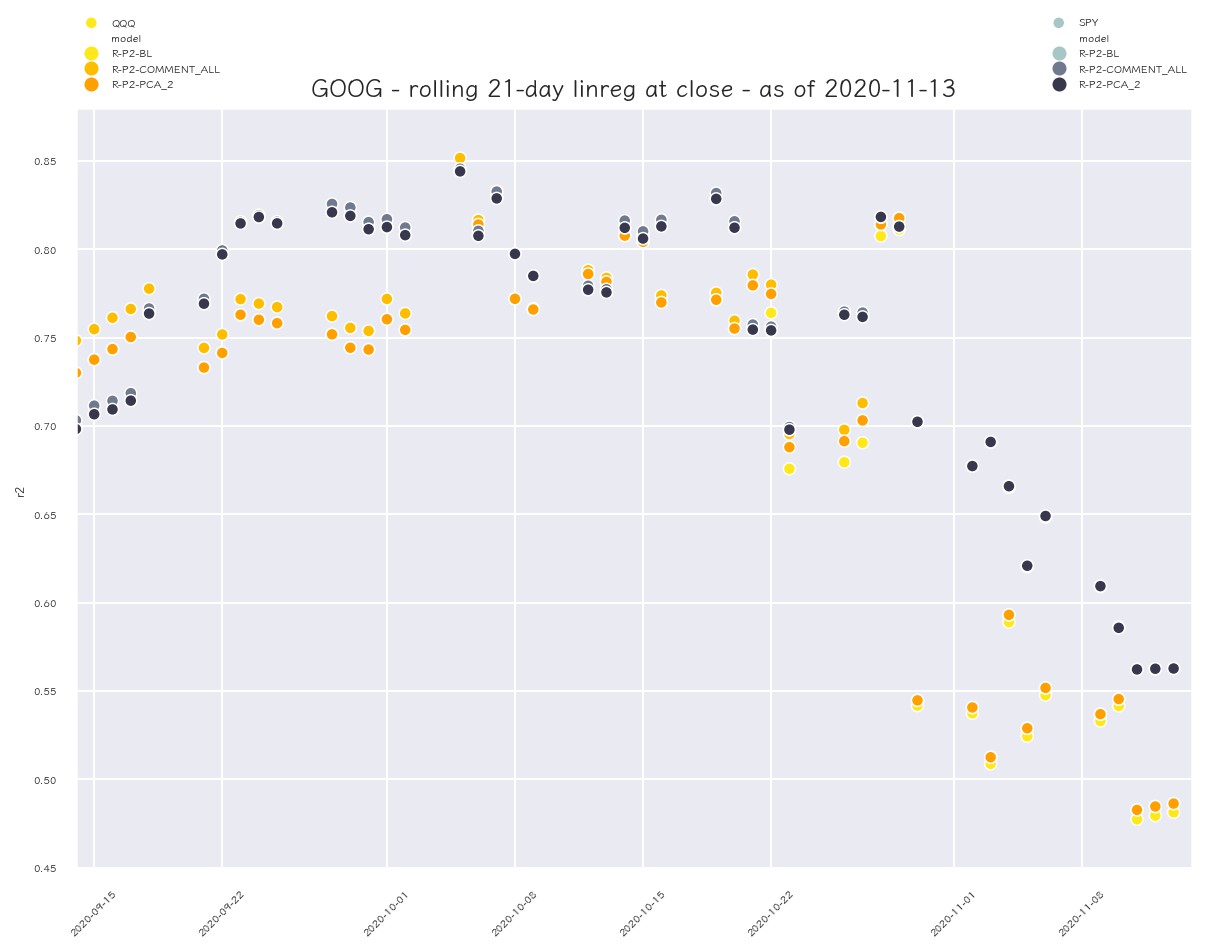 QQQ
model
R-P2-BL
R-P2-COMMENT_ALL
R-P2-PCA_2
SPY
model
R-P2-BL
R-P2-COMMENT_ALL
R-P2-PCA_2
GOOG - rolling 21-day linreg at close - as of 2020-11-13
0.85
0.80
0.75
0.70
r2
0.65
0.60
0.55
0.50
0.45
2020-09-15
2020-09-22
2020-10-01
2020-10-08
2020-10-15
2020-10-22
2020-11-01
2020-11-08